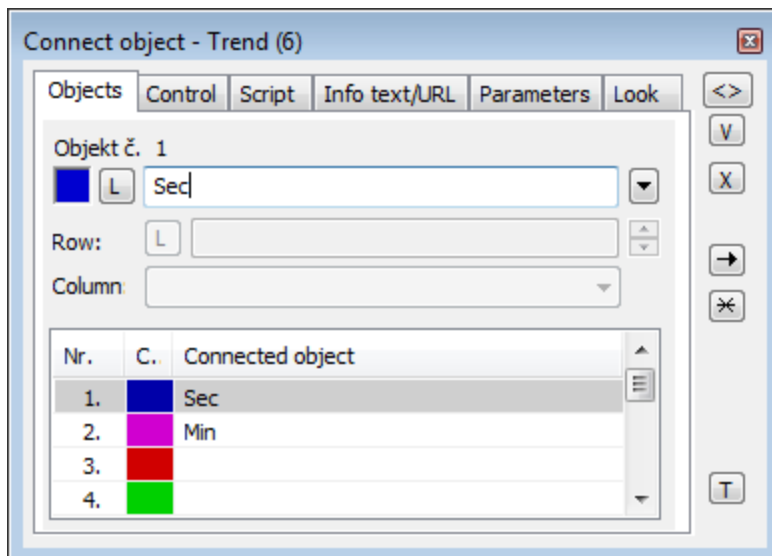 Connect object - Trend (6)
Objects Control Script Info text/URL Parameters Look
<>
V
X
Objekt č. 1
L Sec
Row: L
Column:
Nr. C.. Connected object
1. Sec
2. Min
3.
4.
T